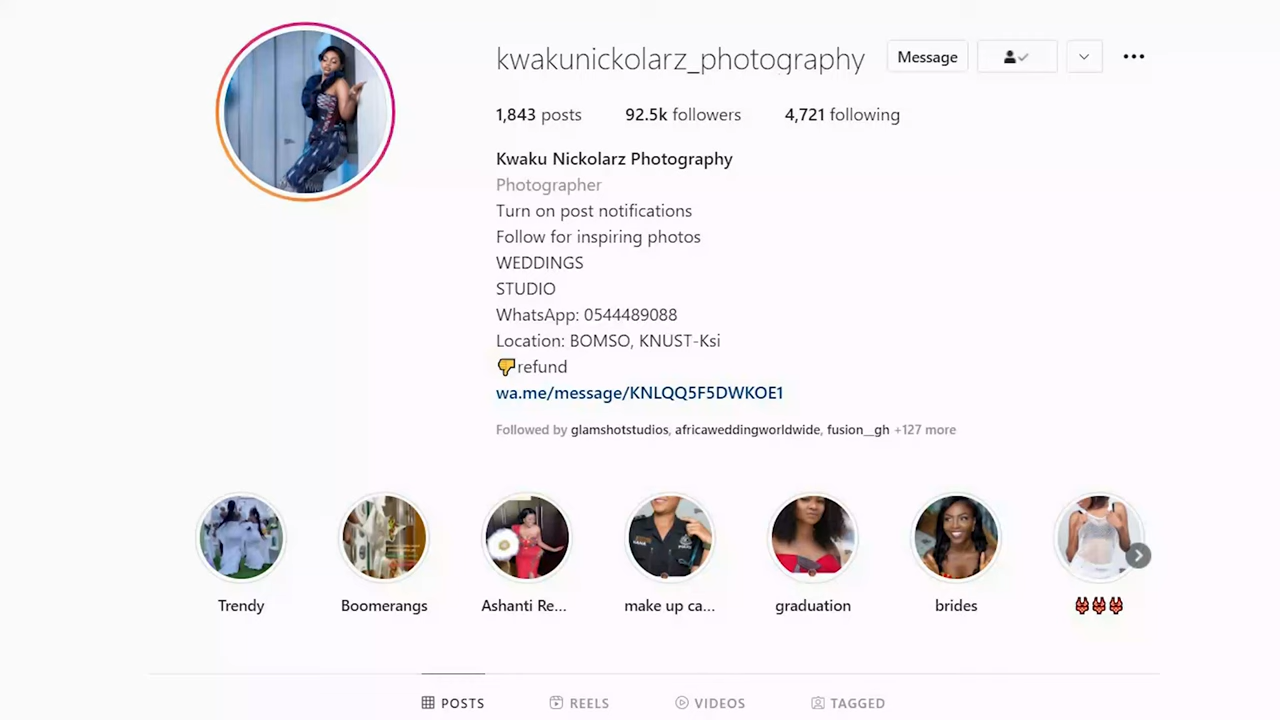 kwakunickolarz_photography Message
1,843 posts 92.5k followers 4,721 following
Kwaku Nickolarz Photography
Photographer
Turn on post notifications
Follow for inspiring photos
WEDDINGS
STUDIO
WhatsApp: 0544489088
Location: BOMSO, KNUST-Ksi
👎refund
wa.me/message/KNLQQ5F5DWKOE1
Followed by glamshotstudios, africaweddingworldwide, fusion__gh +127 more
Trendy Boomerangs Ashanti Re... make up ca... graduation brides 👙👙👙
POSTS REELS VIDEOS TAGGED